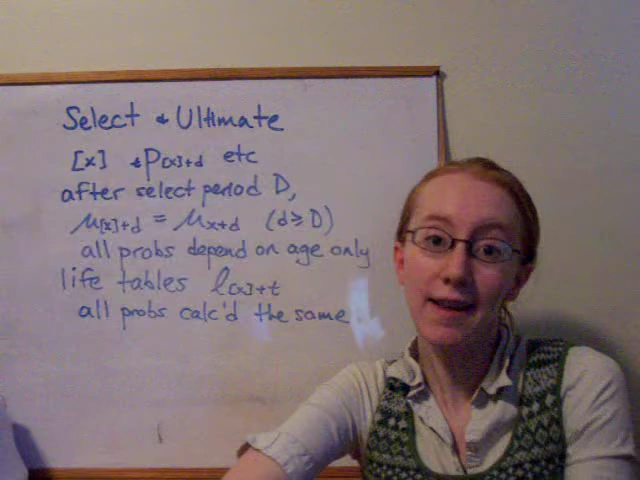 Select & Ultimate
[x] tP[x]+d etc
after select period D,
μ[x]+d = μx+d (d ≥ D)
all probs depend on age only
life tables l[x]+t
all probs calc'd the same